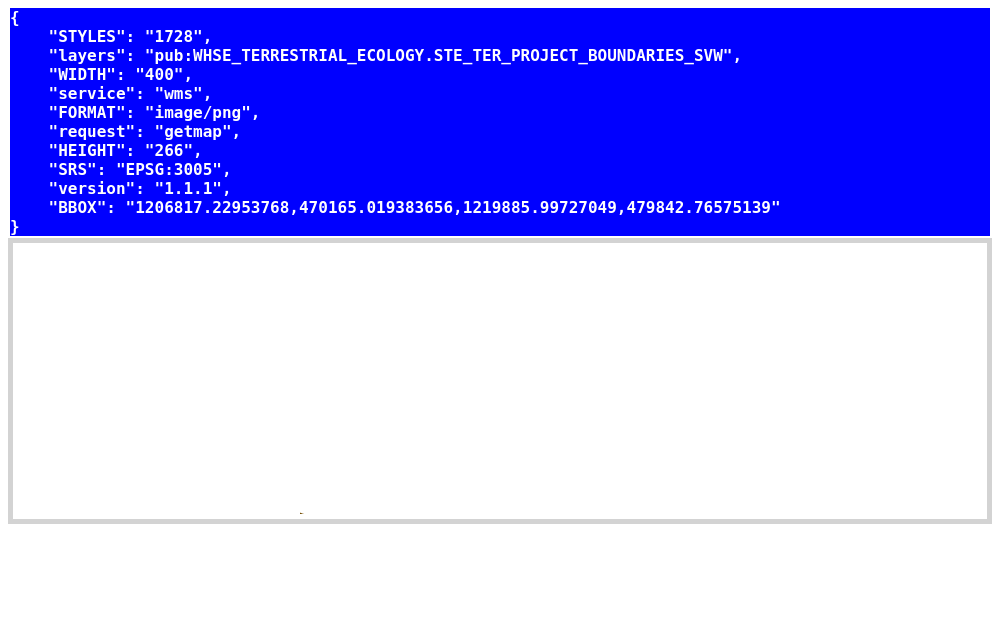 {
    "STYLES": "1728",
    "layers": "pub:WHSE_TERRESTRIAL_ECOLOGY.STE_TER_PROJECT_BOUNDARIES_SVW",
    "WIDTH": "400",
    "service": "wms",
    "FORMAT": "image/png",
    "request": "getmap",
    "HEIGHT": "266",
    "SRS": "EPSG:3005",
    "version": "1.1.1",
    "BBOX": "1206817.22953768,470165.019383656,1219885.99727049,479842.76575139"
}